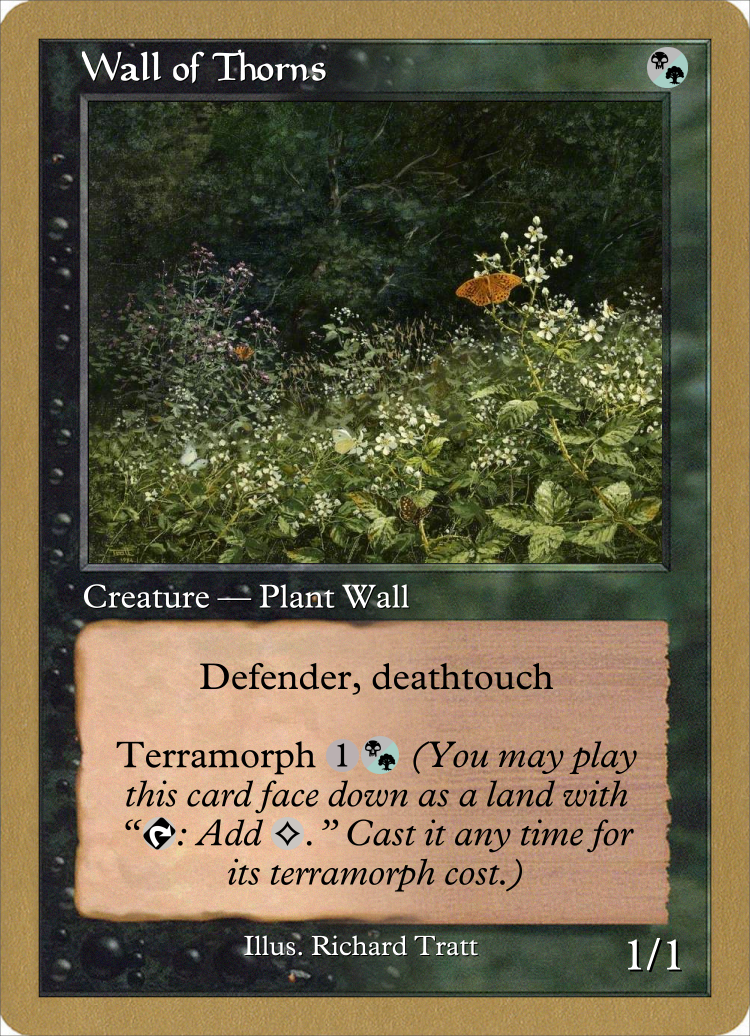 Wall of Thorns
Creature — Plant Wall
Defender, deathtouch
Terramorph 1 (You may play
this card face down as a land with
“: Add .” Cast it any time for
its terramorph cost.)
Illus. Richard Tratt
1/1